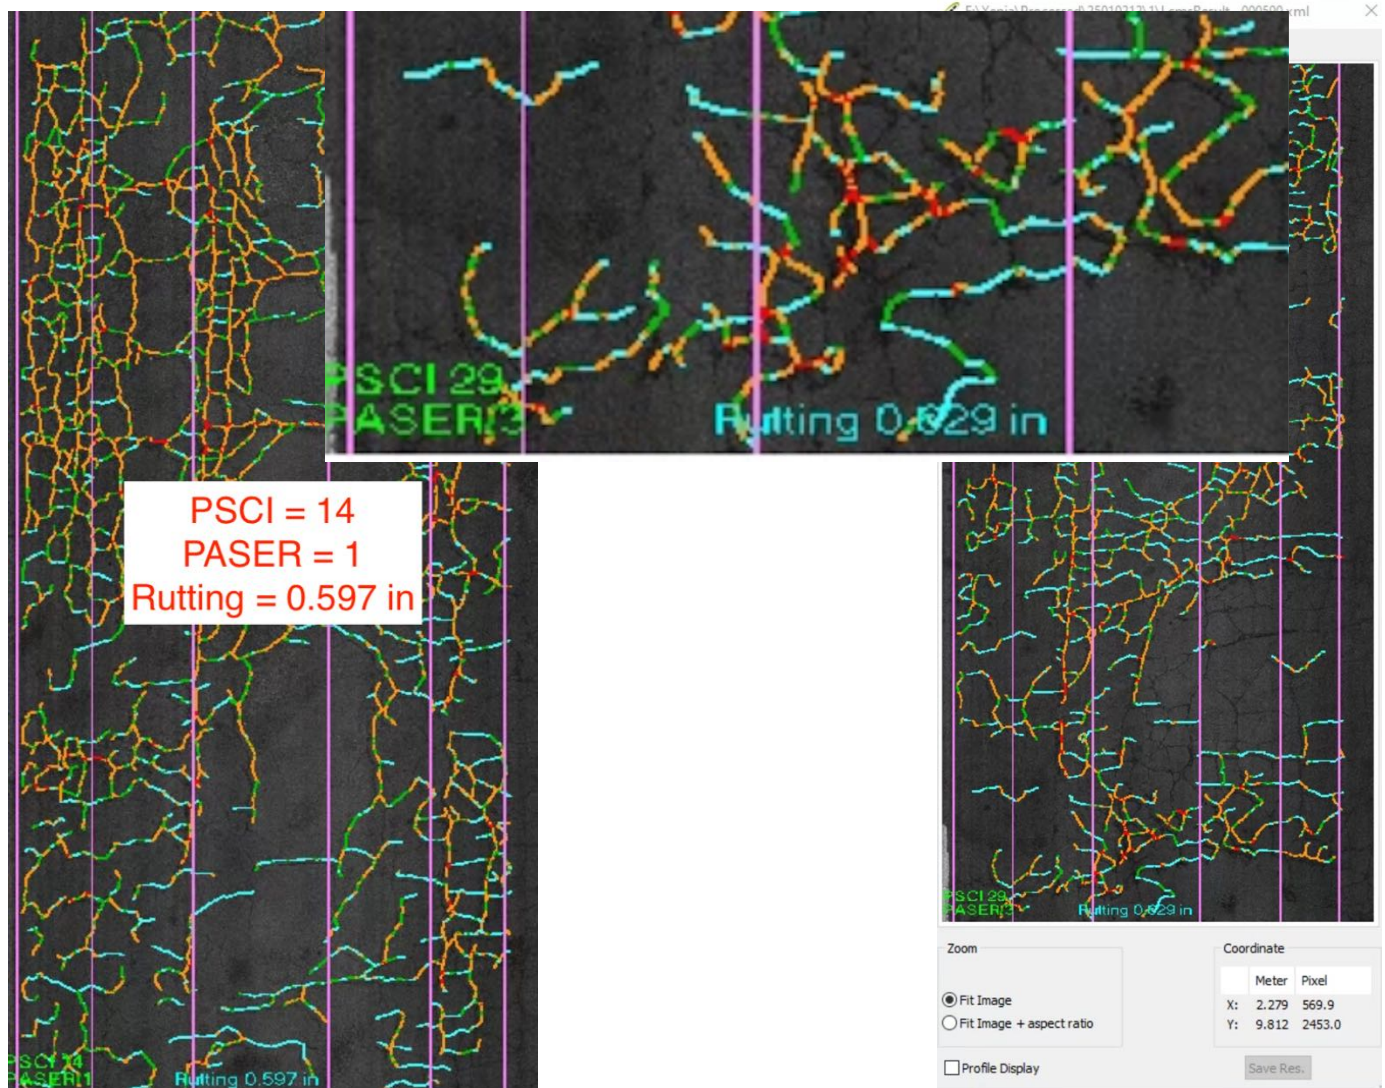 PSCI 29
PASER 3
Rutting 0.629 in
PSCI = 14
PASER = 1
Rutting = 0.597 in
PSCI 14
PASER 1
Rutting 0.597 in
PSCI 29
PASER 3
Rutting 0.629 in
Zoom
Fit Image
Fit Image + aspect ratio
Profile Display
Coordinate
Meter Pixel
X: 2.279 569.9
Y: 9.812 2453.0
Save Res.